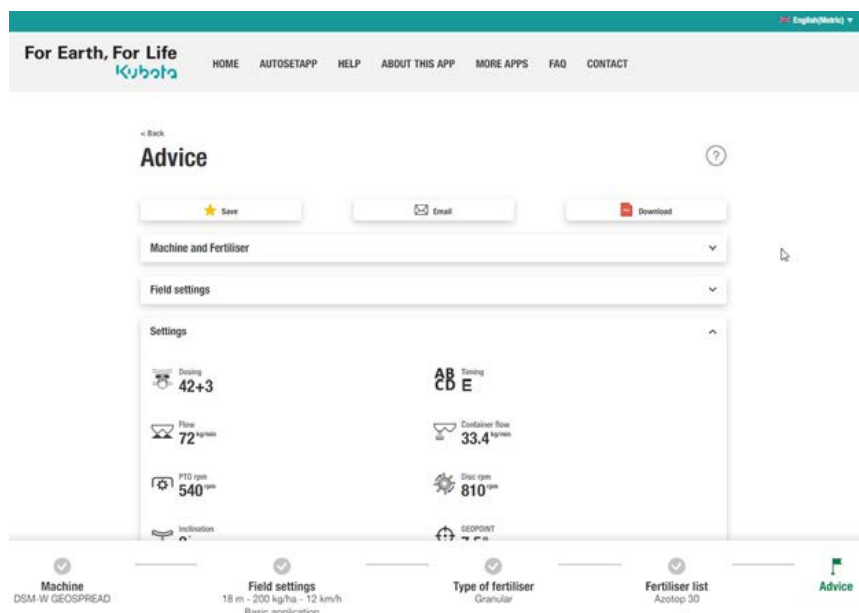 English(Metric)
For Earth, For Life
Kubota
HOME AUTOSETAPP HELP ABOUT THIS APP MORE APPS FAQ CONTACT
< Back
Advice
?
Save Email Download
Machine and Fertiliser
Field settings
Settings
Dosing
42+3
AB
CD
Timing
E
Flow
72 kg/min
Container flow
33.4 kg/min
PTO rpm
540 rpm
Disc rpm
810 rpm
Inclination
GEOPOINT
Machine
DSM-W GEOSPREAD
Field settings
18 m - 200 kg/ha - 12 km/h
Basic application
Type of fertiliser
Granular
Fertiliser list
Azotop 30
Advice